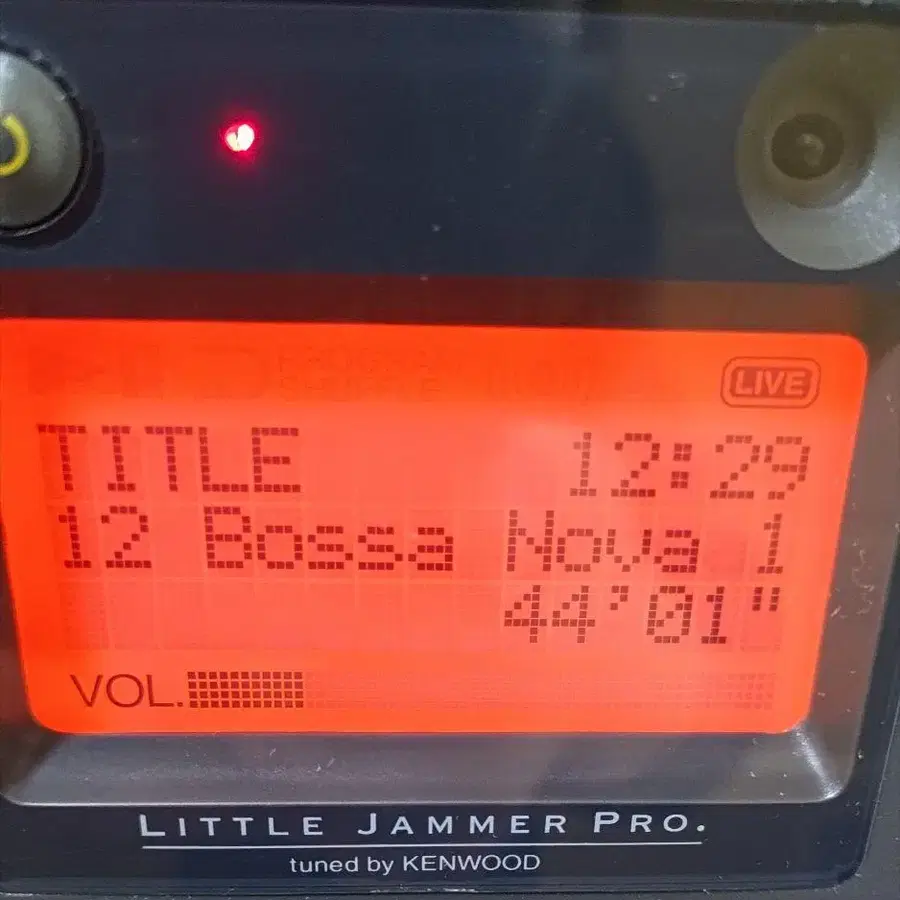 LIVE
TITLE 12:29
12 Bossa Nova 1
44'01"
VOL.
LITTLE JAMMER PRO.
tuned by KENWOOD